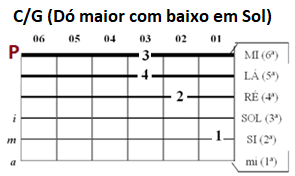 C/G (Dó maior com baixo em Sol)
06 05 04 03 02 01
P 3 MI (6ª)
4 LÁ (5ª)
2 RÉ (4ª)
i SOL (3ª)
m 1 SI (2ª)
a mi (1ª)